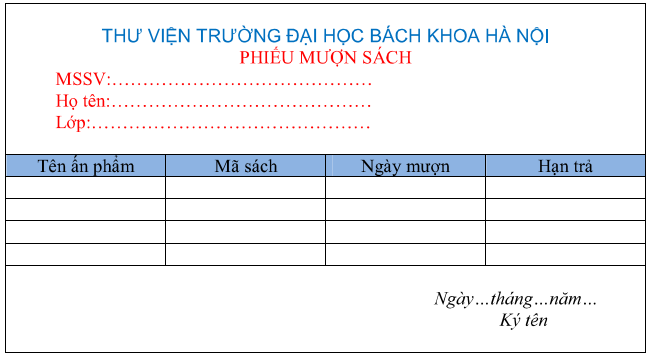 THƯ VIỆN TRƯỜNG ĐẠI HỌC BÁCH KHOA HÀ NỘI
PHIẾU MƯỢN SÁCH
MSSV:……………………………………
Họ tên:……………………………………
Lớp:………………………………………
Tên ấn phẩm Mã sách Ngày mượn Hạn trả
Ngày…tháng…năm…
Ký tên